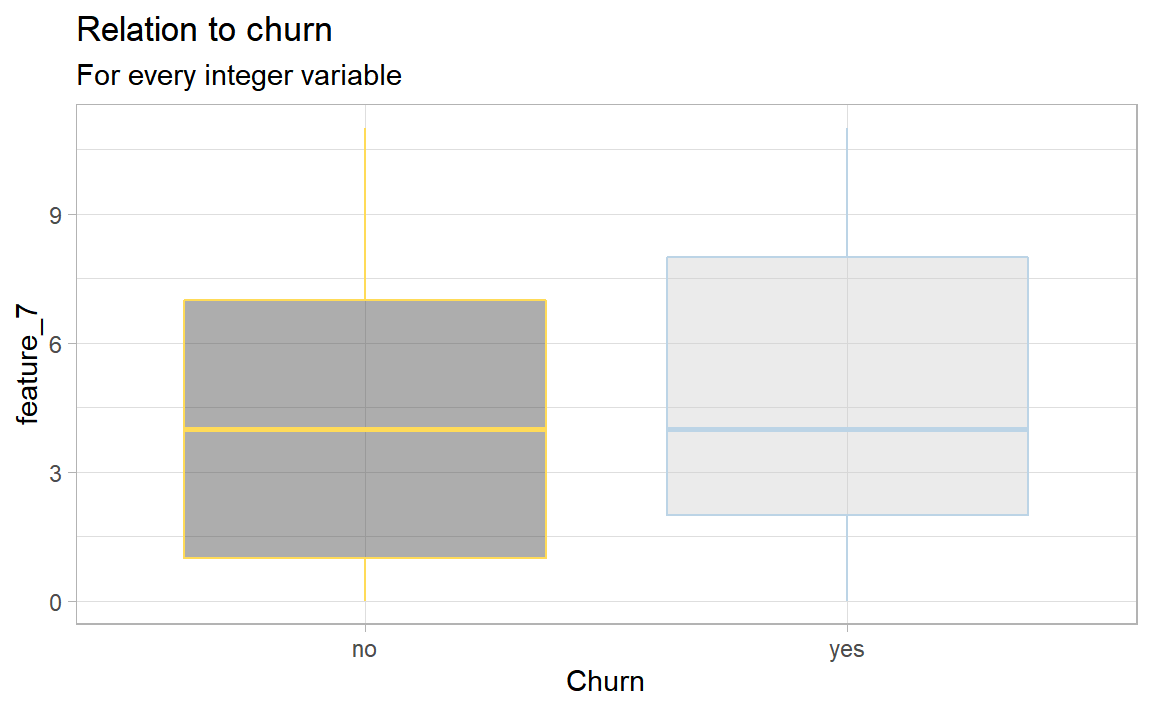 Relation to churn
For every integer variable
feature_7
9
6
3
0
no
yes
Churn